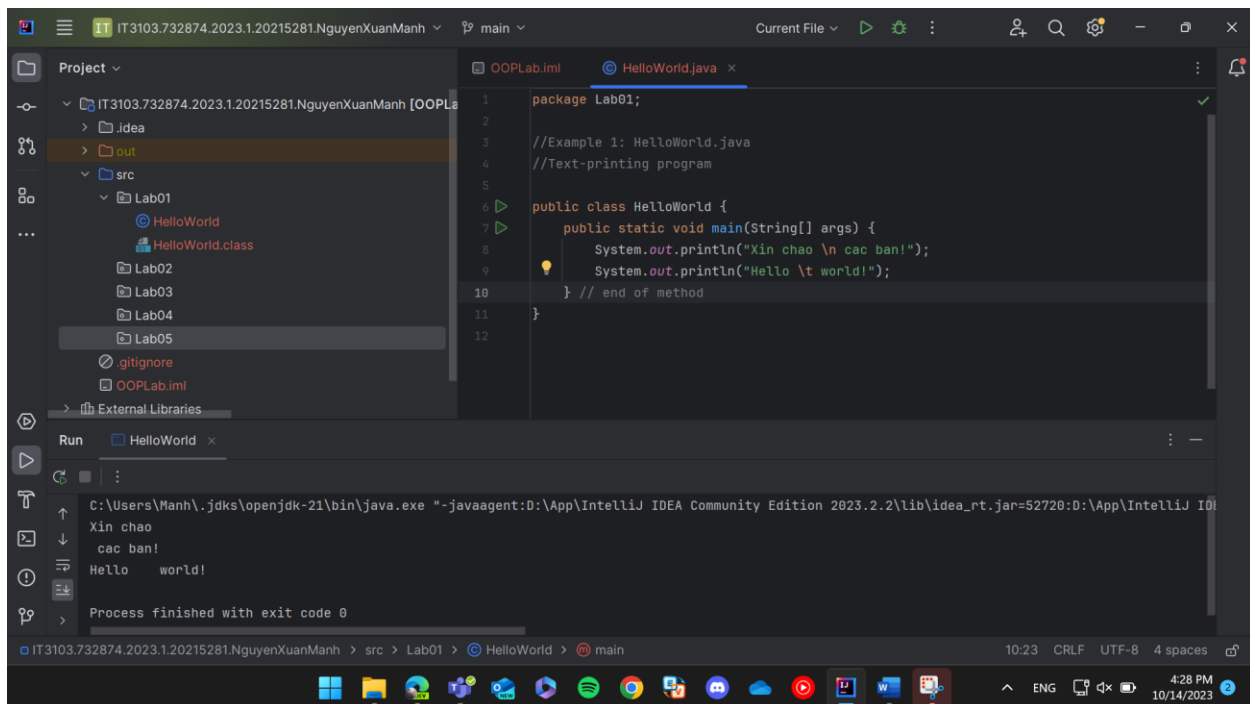 IT IT3103.732874.2023.1.20215281.NguyenXuanManh main Current File
Project
OOPLab.iml HelloWorld.java
IT3103.732874.2023.1.20215281.NguyenXuanManh [OOPLa
.idea
out
src
Lab01
HelloWorld
HelloWorld.class
Lab02
Lab03
Lab04
Lab05
.gitignore
OOPLab.iml
External Libraries
1 package Lab01;
2
3 //Example 1: HelloWorld.java
4 //Text-printing program
5
6 public class HelloWorld {
7 public static void main(String[] args) {
8 System.out.println("Xin chao \n cac ban!");
9 System.out.println("Hello \t world!");
10 } // end of method
11 }
12
Run HelloWorld
C:\Users\Manh\.jdks\openjdk-21\bin\java.exe "-javaagent:D:\App\IntelliJ IDEA Community Edition 2023.2.2\lib\idea_rt.jar=52720:D:\App\IntelliJ IDE
Xin chao
cac ban!
Hello world!
Process finished with exit code 0
IT3103.732874.2023.1.20215281.NguyenXuanManh > src > Lab01 > HelloWorld > main 10:23 CRLF UTF-8 4 spaces
ENG 4:28 PM
10/14/2023 2